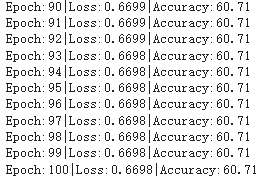 Epoch:90|Loss:0.6699|Accuracy:60.71
Epoch:91|Loss:0.6699|Accuracy:60.71
Epoch:92|Loss:0.6699|Accuracy:60.71
Epoch:93|Loss:0.6698|Accuracy:60.71
Epoch:94|Loss:0.6698|Accuracy:60.71
Epoch:95|Loss:0.6698|Accuracy:60.71
Epoch:96|Loss:0.6698|Accuracy:60.71
Epoch:97|Loss:0.6698|Accuracy:60.71
Epoch:98|Loss:0.6698|Accuracy:60.71
Epoch:99|Loss:0.6698|Accuracy:60.71
Epoch:100|Loss:0.6698|Accuracy:60.71